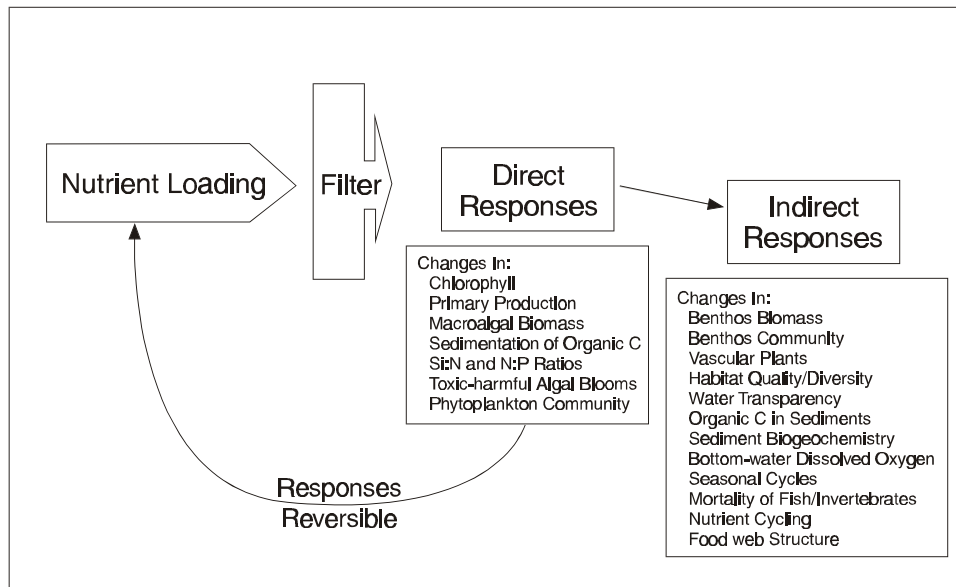 Nutrient Loading
Filter
Direct
Responses
Indirect
Responses
Changes In:
Chlorophyll
Primary Production
Macroalgal Biomass
Sedimentation of Organic C
Si:N and N:P Ratios
Toxic-harmful Algal Blooms
Phytoplankton Community
Changes In:
Benthos Biomass
Benthos Community
Vascular Plants
Habitat Quality/Diversity
Water Transparency
Organic C in Sediments
Sediment Biogeochemistry
Bottom-water Dissolved Oxygen
Seasonal Cycles
Mortality of Fish/Invertebrates
Nutrient Cycling
Food web Structure
Responses
Reversible